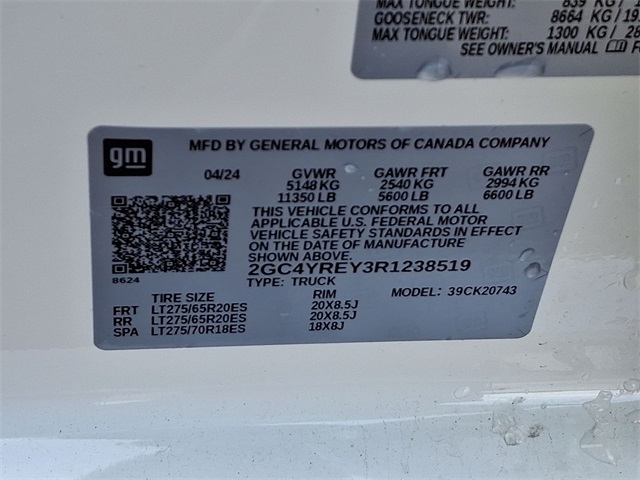 MAX TONGUE WEIGHT: 839 KG /
GOOSENECK TWR: 8664 KG/19
MAX TONGUE WEIGHT: 1300 KG/ 28
SEE OWNER'S MANUAL
gm
MFD BY GENERAL MOTORS OF CANADA COMPANY
04/24 GVWR GAWR FRT GAWR RR
5148 KG 2540 KG 2994 KG
11350 LB 5600 LB 6600 LB
THIS VEHICLE CONFORMS TO ALL
APPLICABLE U.S. FEDERAL MOTOR
VEHICLE SAFETY STANDARDS IN EFFECT
ON THE DATE OF MANUFACTURE
SHOWN ABOVE
8624
2GC4YREY3R1238519
TYPE: TRUCK MODEL: 39CK20743
TIRE SIZE RIM
FRT LT275/65R20ES 20X8.5J
RR LT275/65R20ES 20X8.5J
SPA LT275/70R18ES 18X8J